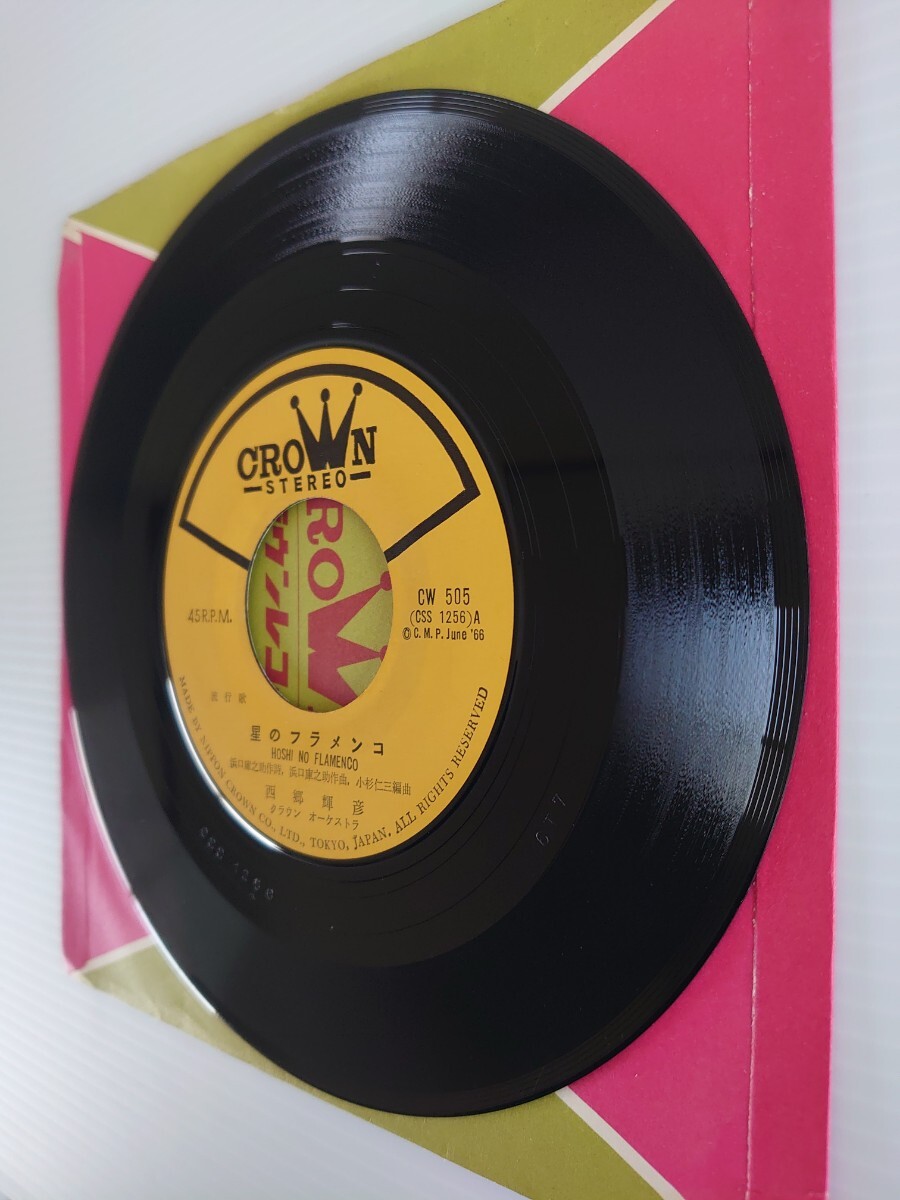 CROWN
STEREO
45 R.P.M.
CW 505
(CSS 1256)A
© C. M. P. June '66
流行歌
星のフラメンコ
HOSHI NO FLAMENCO
浜口庫之助作詞, 浜口庫之助作曲, 小杉仁三編曲
西郷輝彦
クラウン オーケストラ
MADE BY NIPPON CROWN CO., LTD., TOKYO, JAPAN. ALL RIGHTS RESERVED